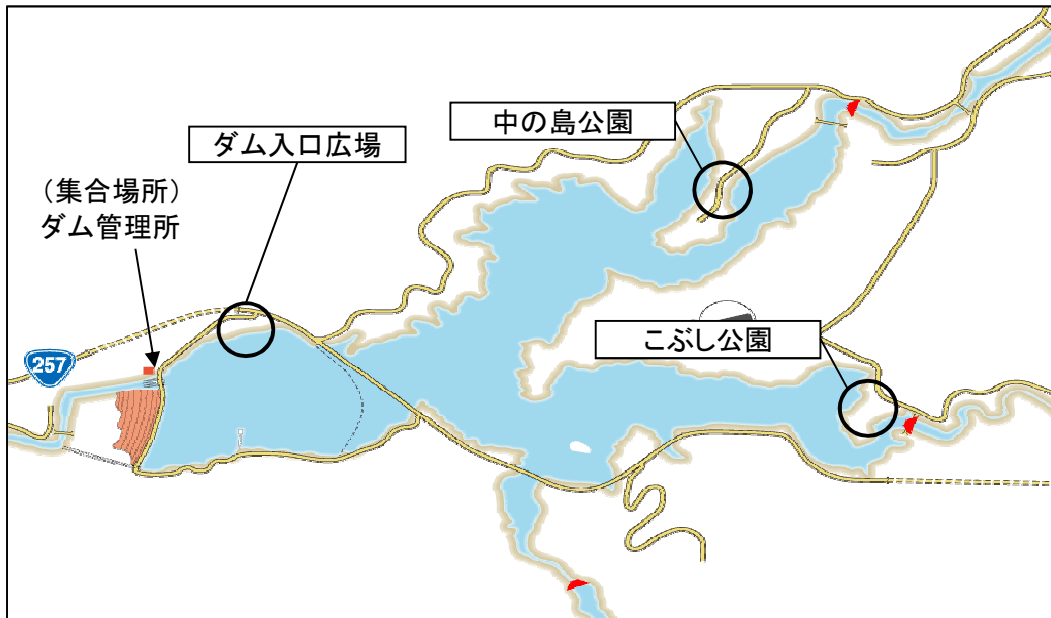 中の島公園
ダム入口広場
（集合場所）
ダム管理所
こぶし公園
257